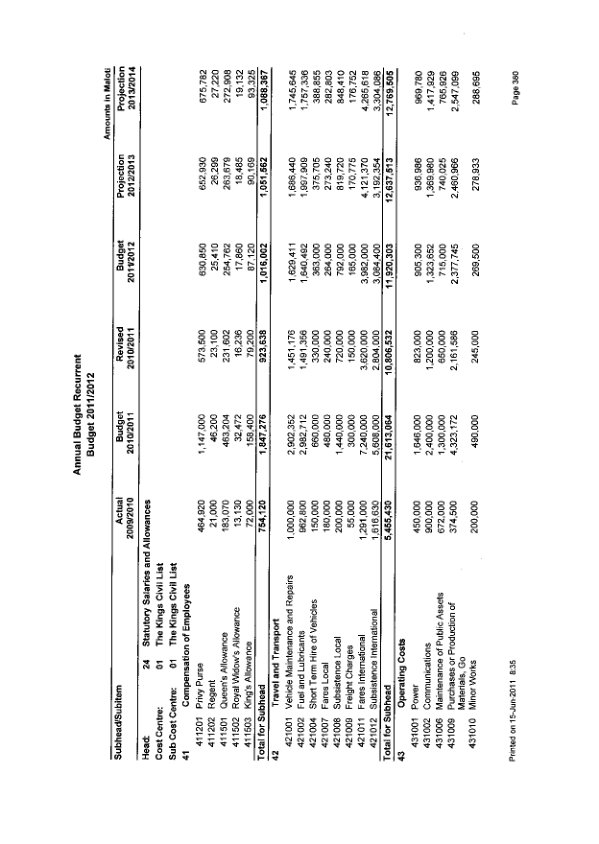 Annual Budget Recurrent
Budget 2011/2012
Amounts in Maloti
Subhead/Subitem Actual 2009/2010 Budget 2010/2011 Revised 2010/2011 Budget 2011/2012 Projection 2012/2013 Projection 2013/2014
Head: 24 Statutory Salaries and Allowances
Cost Centre: 01 The Kings Civil List
Sub Cost Centre: 01 The Kings Civil List
41 Compensation of Employees
411201 Privy Purse 464,920 1,147,000 573,500 630,850 652,930 675,782
411202 Regent 21,000 46,200 23,100 25,410 26,299 27,220
411501 Queen's Allowance 183,070 463,204 231,602 254,762 263,679 272,908
411502 Royal Widow's Allowance 13,130 32,472 16,236 17,860 18,485 19,132
411503 King's Allowance 72,000 158,400 79,200 87,120 90,169 93,325
Total for Subhead 754,120 1,847,276 923,638 1,016,002 1,051,562 1,088,367
42 Travel and Transport
421001 Vehicle Maintenance and Repairs 1,000,000 2,902,352 1,451,176 1,629,411 1,686,440 1,745,645
421002 Fuel and Lubricants 962,800 2,982,712 1,491,356 1,640,492 1,997,909 1,757,336
421004 Short Term Hire of Vehicles 150,000 660,000 330,000 363,000 375,705 388,855
421007 Fares Local 180,000 480,000 240,000 264,000 273,240 282,803
421008 Subsistence Local 200,000 1,440,000 720,000 792,000 819,720 848,410
421009 Freight Charges 55,000 300,000 150,000 165,000 170,775 176,752
421011 Fares International 1,291,000 7,240,000 3,620,000 3,982,000 4,121,370 4,265,618
421012 Subsistence International 1,616,630 5,608,000 2,804,000 3,084,400 3,192,354 3,304,086
Total for Subhead 5,455,430 21,613,064 10,806,532 11,920,303 12,637,513 12,769,505
43 Operating Costs
431001 Power 450,000 1,646,000 823,000 905,300 936,986 969,780
431002 Communications 900,000 2,400,000 1,200,000 1,323,652 1,369,980 1,417,929
431006 Maintenance of Public Assets 672,000 1,300,000 650,000 715,000 740,025 765,926
431009 Purchases or Production of 374,500 4,323,172 2,161,586 2,377,745 2,460,966 2,547,099
Materials, Go
431010 Minor Works 200,000 490,000 245,000 269,500 278,933 288,695
Printed on 15-Jun-2011 8:35 Page 380